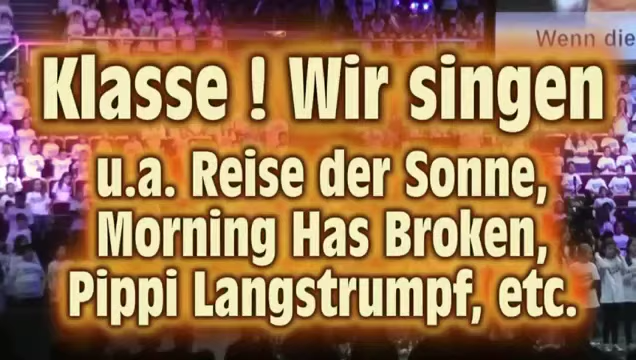 Wenn die
Klasse ! Wir singen
u.a. Reise der Sonne,
Morning Has Broken,
Pippi Langstrumpf, etc.